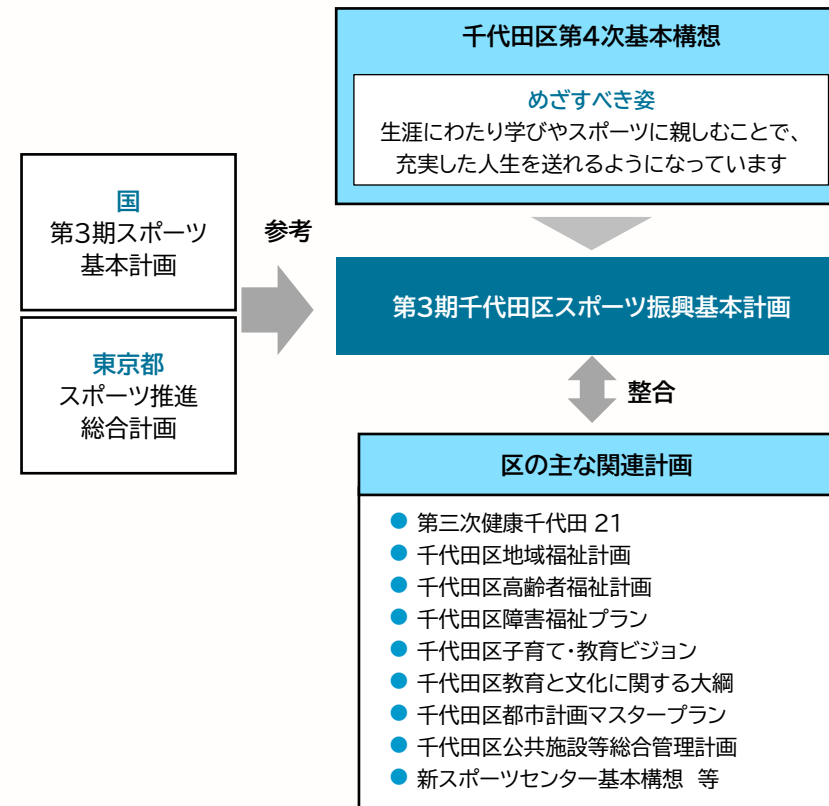 千代田区第4次基本構想
めざすべき姿
生涯にわたり学びやスポーツに親しむことで、
充実した人生を送れるようになっています
国
第3期スポーツ
基本計画
参考
東京都
スポーツ推進
総合計画
第3期千代田区スポーツ振興基本計画
整合
区の主な関連計画
● 第三次健康千代田 21
● 千代田区地域福祉計画
● 千代田区高齢者福祉計画
● 千代田区障害福祉プラン
● 千代田区子育て・教育ビジョン
● 千代田区教育と文化に関する大綱
● 千代田区都市計画マスタープラン
● 千代田区公共施設等総合管理計画
● 新スポーツセンター基本構想 等